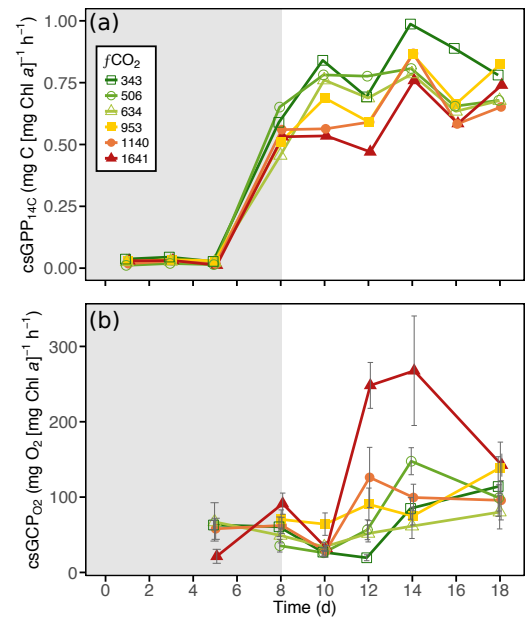 (a)
csGPP14C (mg C [mg Chl a]⁻¹ h⁻¹)
1.00
0.75
0.50
0.25
0.00
fCO2
343
506
634
953
1140
1641
(b)
csGCPO2 (mg O2 [mg Chl a]⁻¹ h⁻¹)
300
200
100
0
0 2 4 6 8 10 12 14 16 18
Time (d)